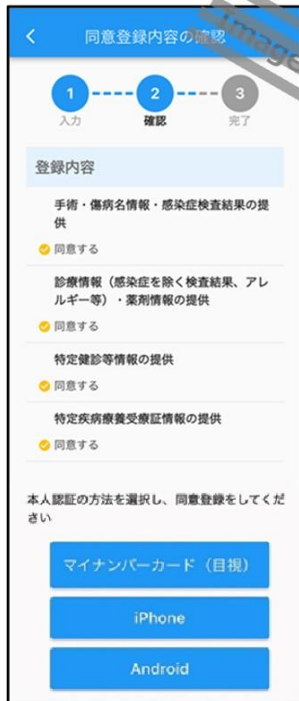 同意登録内容の確認
1 2 3
入力 確認 完了
登録内容
手術・傷病名情報・感染症検査結果の提
供
同意する
診療情報（感染症を除く検査結果、アレ
ルギー等）・薬剤情報の提供
同意する
特定健診等情報の提供
同意する
特定疾病療養受療証情報の提供
同意する
本人認証の方法を選択し、同意登録をしてくだ
さい
マイナンバーカード（目視）
iPhone
Android